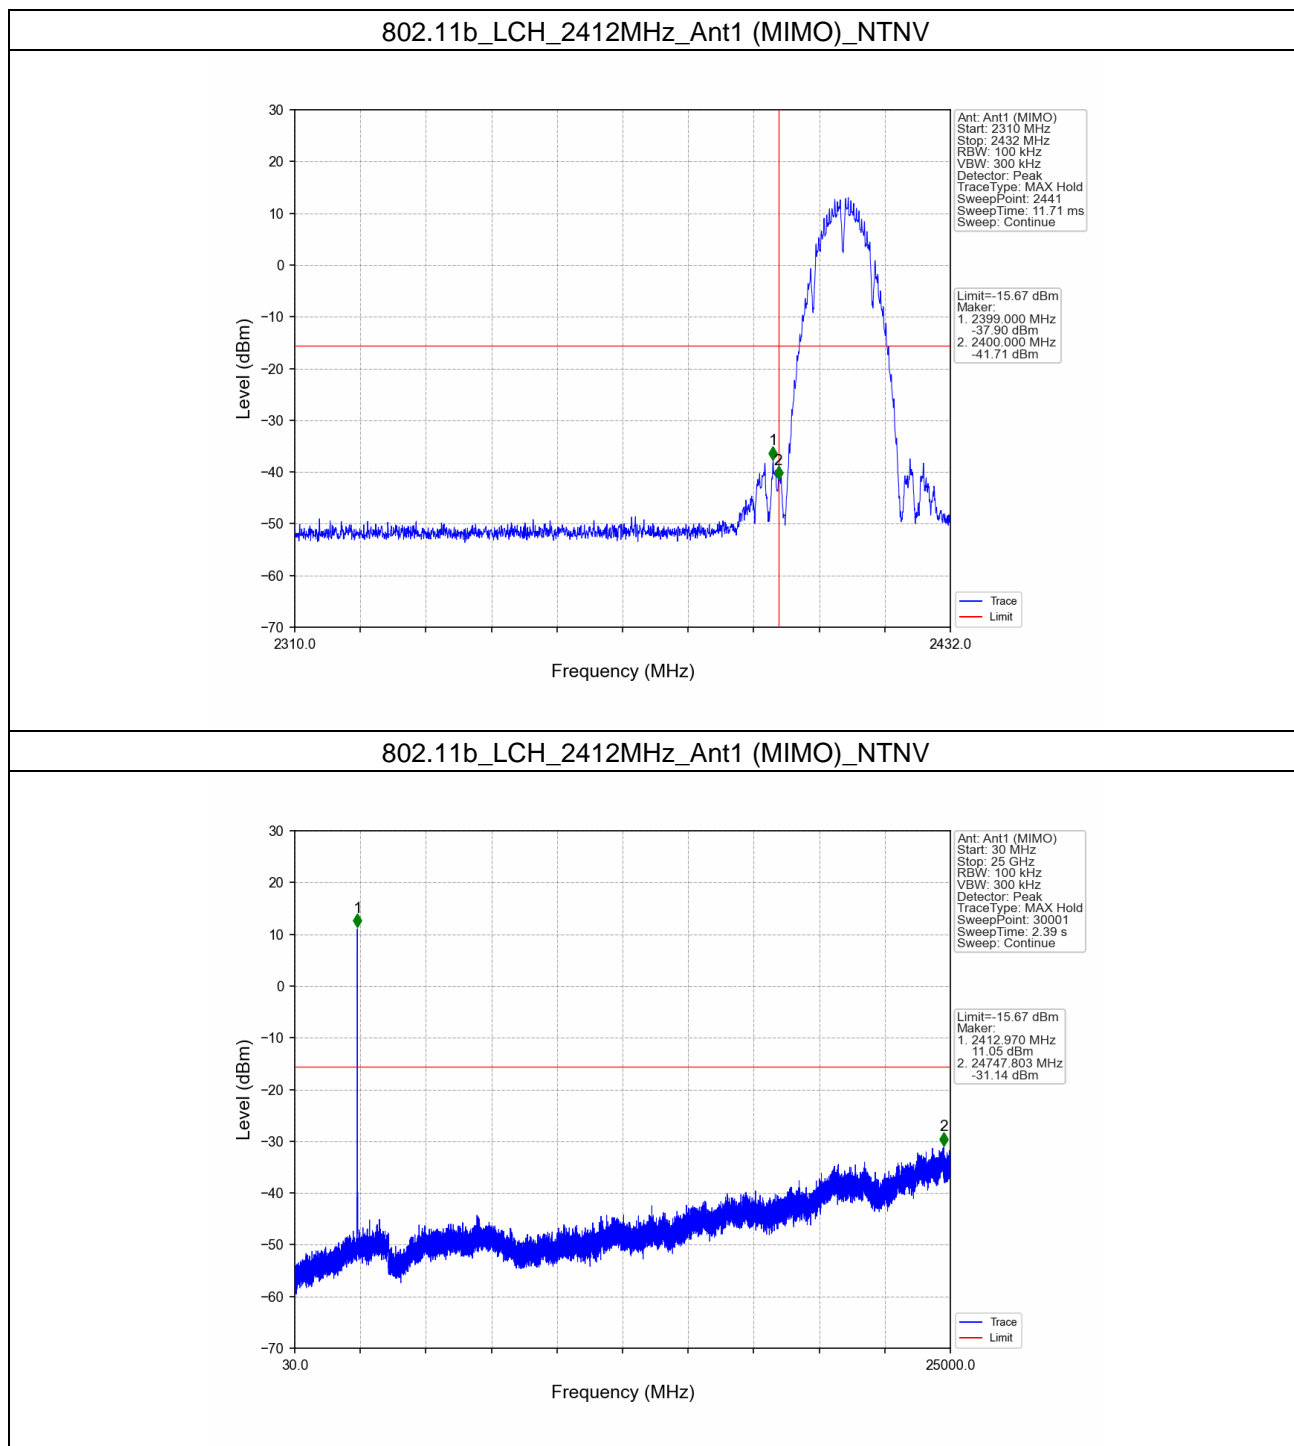 802.11b_LCH_2412MHz_Ant1 (MIMO)_NTNV
30
20
10
0
−10
−20
−30
−40
−50
−60
−70
Level (dBm)
1
2
2310.0
2432.0
Frequency (MHz)
Ant: Ant1 (MIMO)
Start: 2310 MHz
Stop: 2432 MHz
RBW: 100 kHz
VBW: 300 kHz
Detector: Peak
TraceType: MAX Hold
SweepPoint: 2441
SweepTime: 11.71 ms
Sweep: Continue
Limit=-15.67 dBm
Maker:
1. 2399.000 MHz
-37.90 dBm
2. 2400.000 MHz
-41.71 dBm
Trace
Limit
802.11b_LCH_2412MHz_Ant1 (MIMO)_NTNV
30
20
10
0
−10
−20
−30
−40
−50
−60
−70
Level (dBm)
1
2
30.0
25000.0
Frequency (MHz)
Ant: Ant1 (MIMO)
Start: 30 MHz
Stop: 25 GHz
RBW: 100 kHz
VBW: 300 kHz
Detector: Peak
TraceType: MAX Hold
SweepPoint: 30001
SweepTime: 2.39 s
Sweep: Continue
Limit=-15.67 dBm
Maker:
1. 2412.970 MHz
11.05 dBm
2. 24747.803 MHz
-31.14 dBm
Trace
Limit